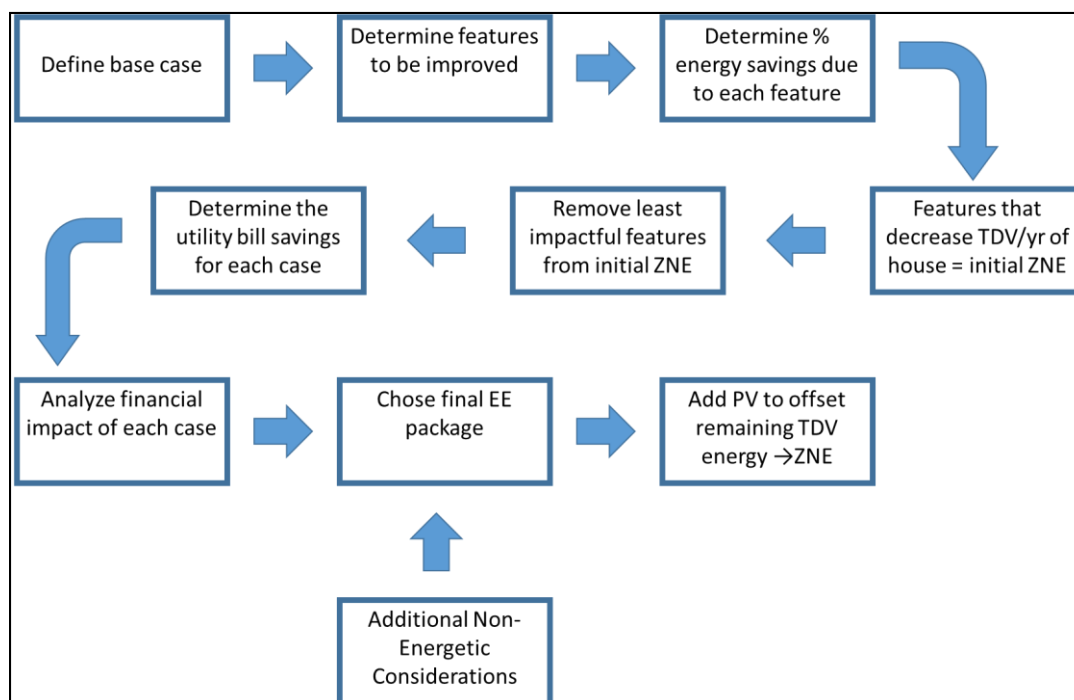 Define base case
Determine features
to be improved
Determine %
energy savings due
to each feature
Features that
decrease TDV/yr of
house = initial ZNE
Remove least
impactful features
from initial ZNE
Determine the
utility bill savings
for each case
Analyze financial
impact of each case
Chose final EE
package
Add PV to offset
remaining TDV
energy →ZNE
Additional Non-
Energetic
Considerations